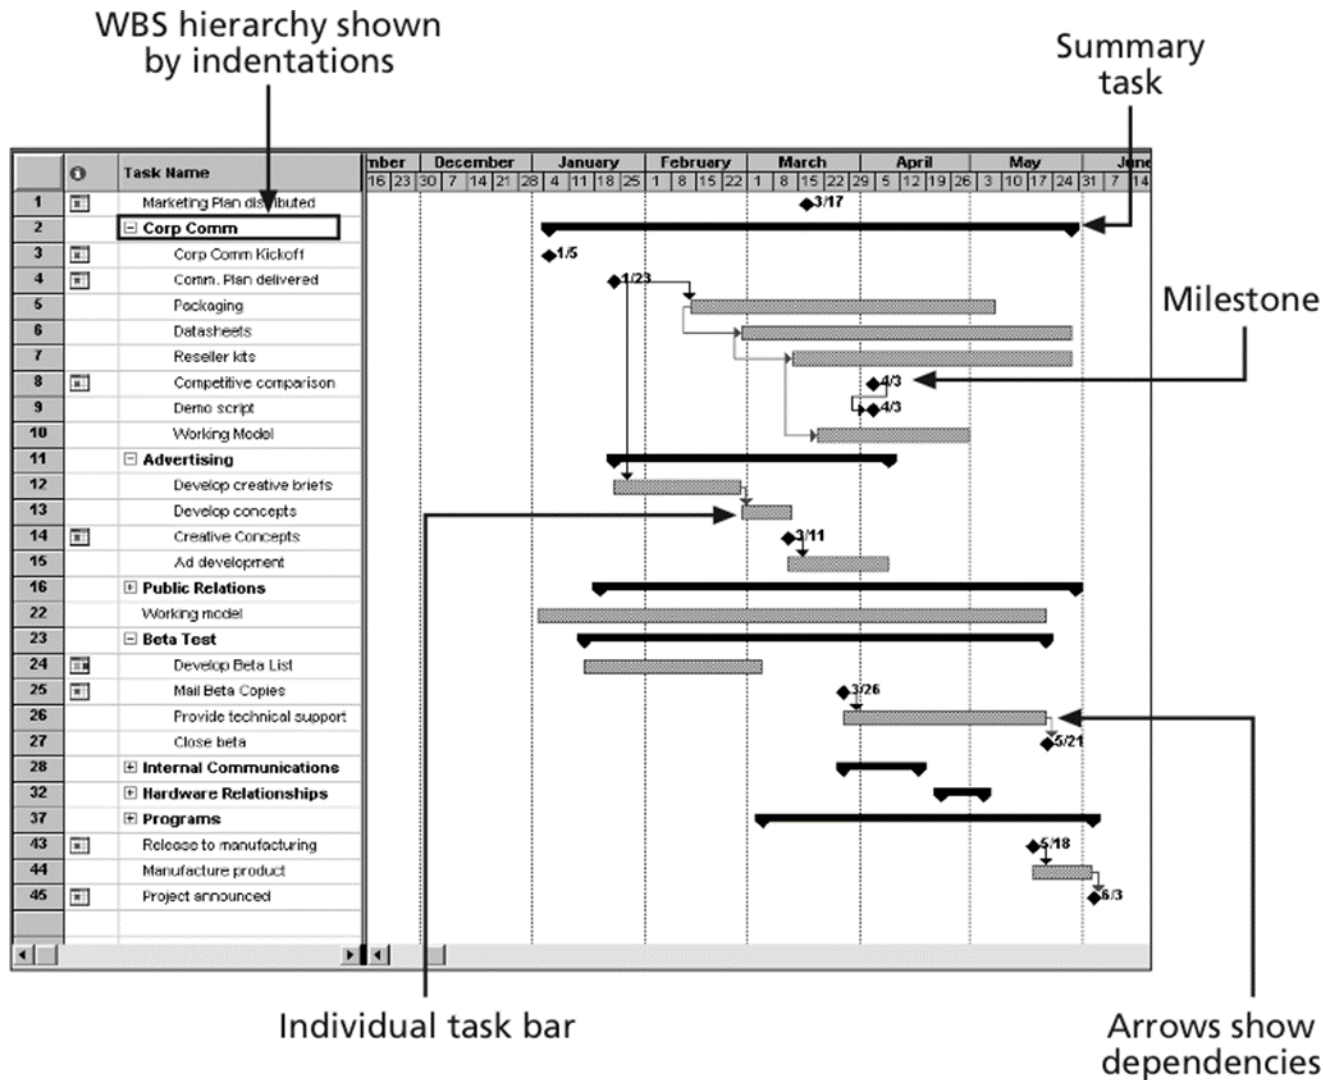 WBS hierarchy shown
by indentations
Summary
task
Task Name
mber December January February March April May June
16 23 30 7 14 21 28 4 11 18 25 1 8 15 22 1 8 15 22 29 5 12 19 26 3 10 17 24 31 7 14
1 Marketing Plan distributed 3/17
2 Corp Comm
3 Corp Comm Kickoff 1/5
4 Comm. Plan delivered 1/23
5 Packaging
6 Datasheets
7 Reseller kits
Milestone
8 Competitive comparison 4/3
9 Demo script 4/3
10 Working Model
11 Advertising
12 Develop creative briefs
13 Develop concepts
14 Creative Concepts 3/11
15 Ad development
16 Public Relations
22 Working model
23 Beta Test
24 Develop Beta List
25 Mail Beta Copies 3/26
26 Provide technical support
27 Close beta 5/21
28 Internal Communications
32 Hardware Relationships
37 Programs
43 Release to manufacturing 5/18
44 Manufacture product
45 Project announced 6/3
Individual task bar
Arrows show
dependencies